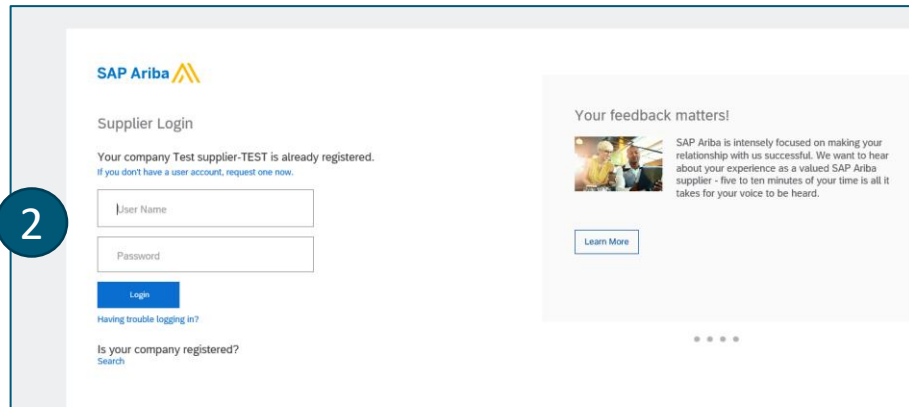 SAP Ariba
Supplier Login
Your company Test supplier-TEST is already registered.
If you don't have a user account, request one now.
2
User Name
Password
Login
Having trouble logging in?
Is your company registered?
Search
Your feedback matters!
SAP Ariba is intensely focused on making your
relationship with us successful. We want to hear
about your experience as a valued SAP Ariba
supplier - five to ten minutes of your time is all it
takes for your voice to be heard.
Learn More